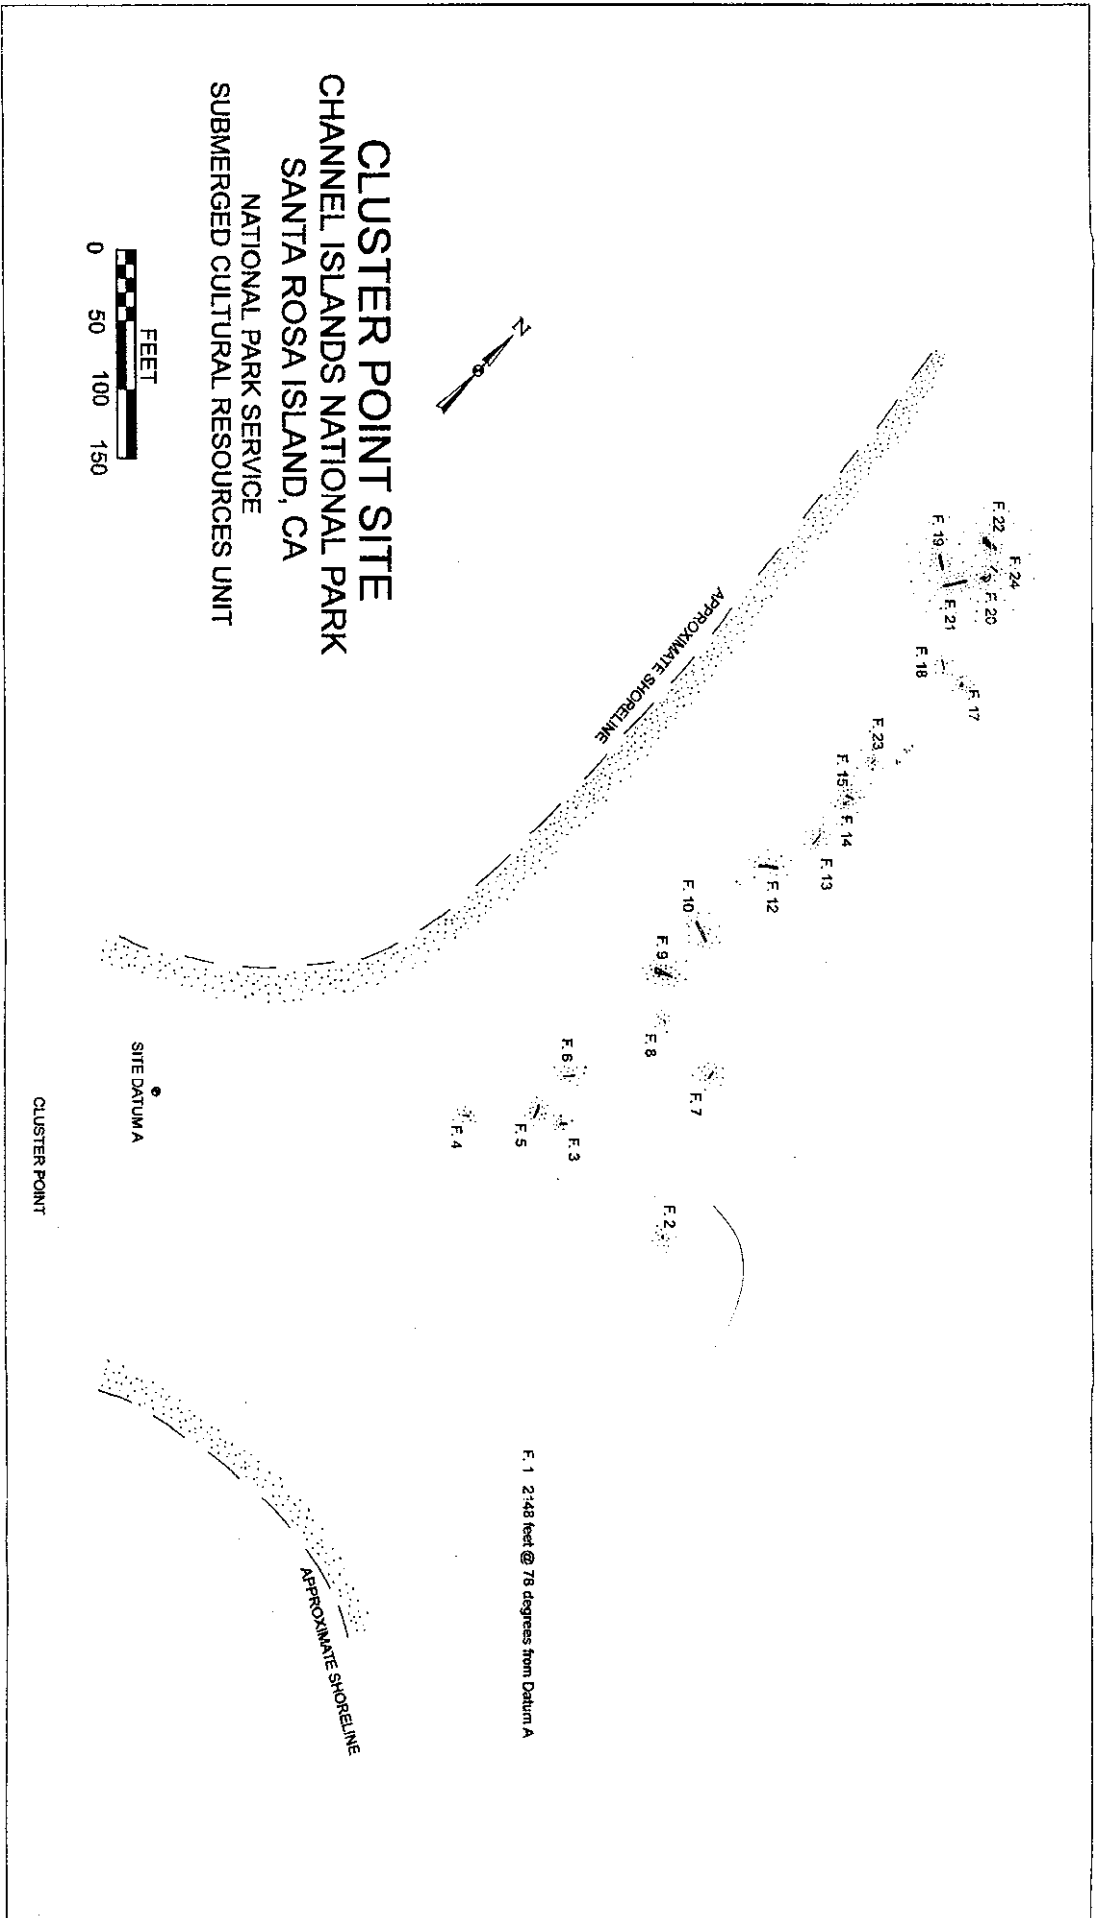 CLUSTER POINT SITE
CHANNEL ISLANDS NATIONAL PARK
SANTA ROSA ISLAND, CA
NATIONAL PARK SERVICE
SUBMERGED CULTURAL RESOURCES UNIT
FEET
0 50 100 150
N
APPROXIMATE SHORELINE
F. 22
F. 24
F. 19
F. 20
F. 21
F. 18
F. 17
F. 23
F. 15
F. 14
F. 13
F. 12
F. 10
F. 9
F. 8
F. 7
F. 6
F. 3
F. 5
F. 4
F. 2
SITE DATUM A
CLUSTER POINT
F. 1 2148 feet @ 78 degrees from Datum A
APPROXIMATE SHORELINE